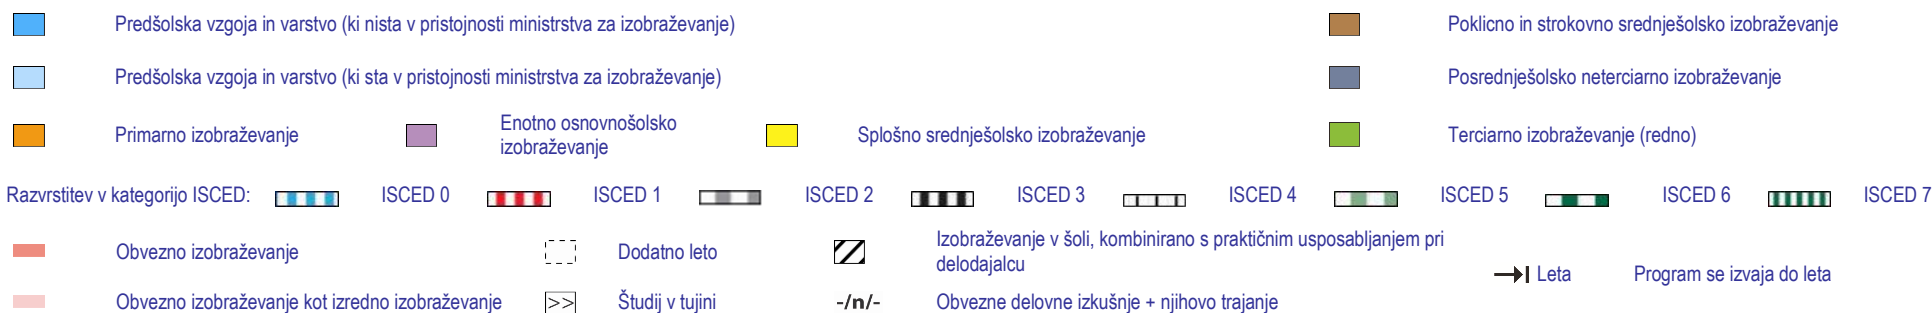 Predšolska vzgoja in varstvo (ki nista v pristojnosti ministrstva za izobraževanje)
Poklicno in strokovno srednješolsko izobraževanje
Predšolska vzgoja in varstvo (ki sta v pristojnosti ministrstva za izobraževanje)
Posrednješolsko neterciarno izobraževanje
Primarno izobraževanje
Enotno osnovnošolsko
izobraževanje
Splošno srednješolsko izobraževanje
Terciarno izobraževanje (redno)
Razvrstitev v kategorijo ISCED: ISCED 0 ISCED 1 ISCED 2 ISCED 3 ISCED 4 ISCED 5 ISCED 6 ISCED 7
Obvezno izobraževanje
Dodatno leto
Izobraževanje v šoli, kombinirano s praktičnim usposabljanjem pri
delodajalcu
Leta Program se izvaja do leta
Obvezno izobraževanje kot izredno izobraževanje
>> Študij v tujini
-/n/- Obvezne delovne izkušnje + njihovo trajanje